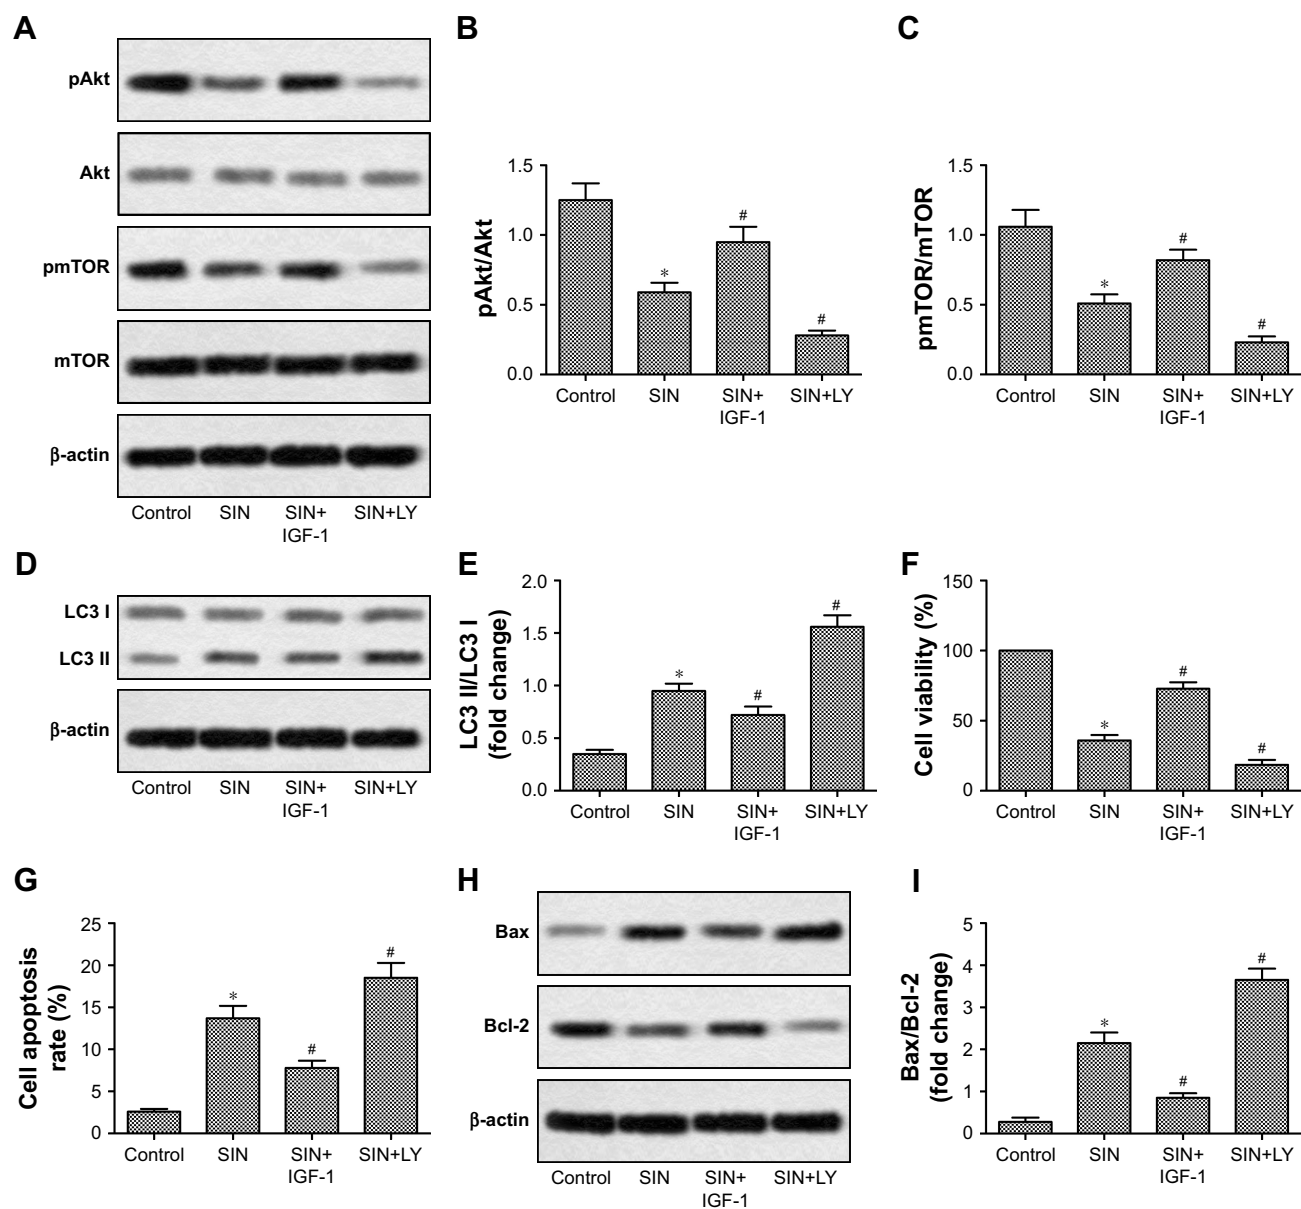 A
pAkt
Akt
pmTOR
mTOR
β-actin
Control SIN SIN+ SIN+LY
IGF-1
B
pAkt/Akt
1.5
1.0
0.5
0.0
*
#
#
Control SIN SIN+ SIN+LY
IGF-1
C
pmTOR/mTOR
1.5
1.0
0.5
0.0
*
#
#
Control SIN SIN+ SIN+LY
IGF-1
D
LC3 I
LC3 II
β-actin
Control SIN SIN+ SIN+LY
IGF-1
E
LC3 II/LC3 I
(fold change)
2.0
1.5
1.0
0.5
0.0
*
#
#
Control SIN SIN+ SIN+LY
IGF-1
F
Cell viability (%)
150
100
50
0
*
#
#
Control SIN SIN+ SIN+LY
IGF-1
G
Cell apoptosis
rate (%)
25
20
15
10
5
0
*
#
#
Control SIN SIN+ SIN+LY
IGF-1
H
Bax
Bcl-2
β-actin
Control SIN SIN+ SIN+LY
IGF-1
I
Bax/Bcl-2
(fold change)
5
4
3
2
1
0
*
#
#
Control SIN SIN+ SIN+LY
IGF-1